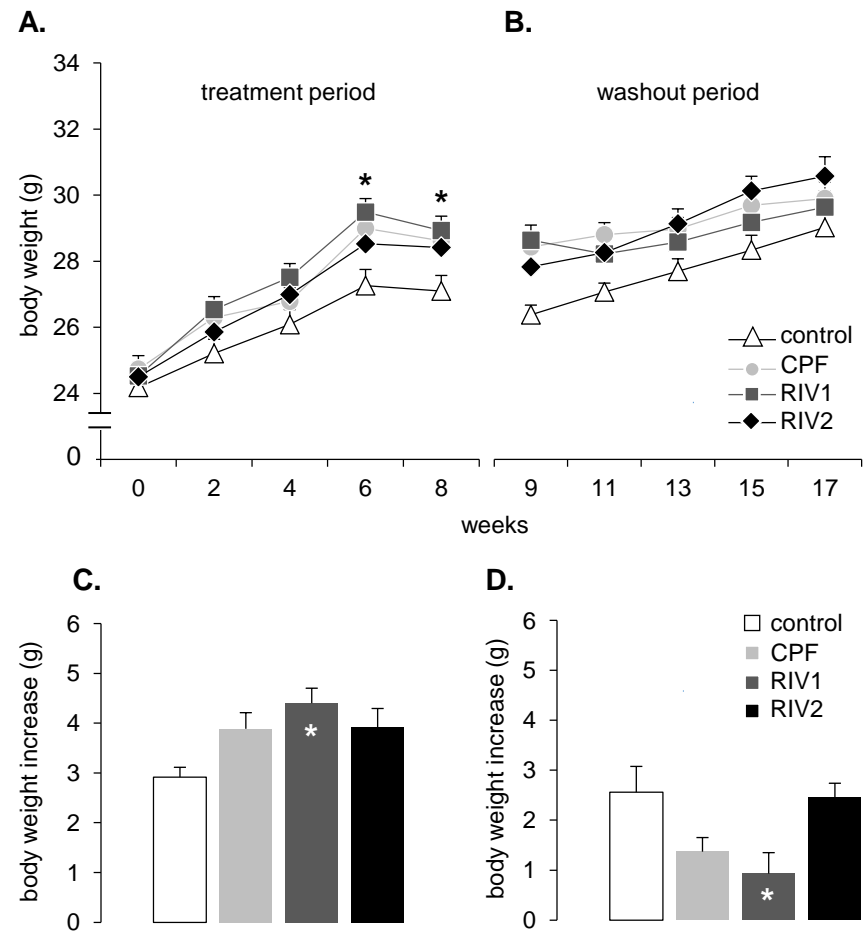 A.
B.
34
treatment period
washout period
32
30
28
26
24
0
body weight (g)
*
*
control
CPF
RIV1
RIV2
0 2 4 6 8 9 11 13 15 17
weeks
C.
D.
6
5
4
3
2
1
0
body weight increase (g)
*
6
5
4
3
2
1
0
body weight increase (g)
control
CPF
RIV1
RIV2
*